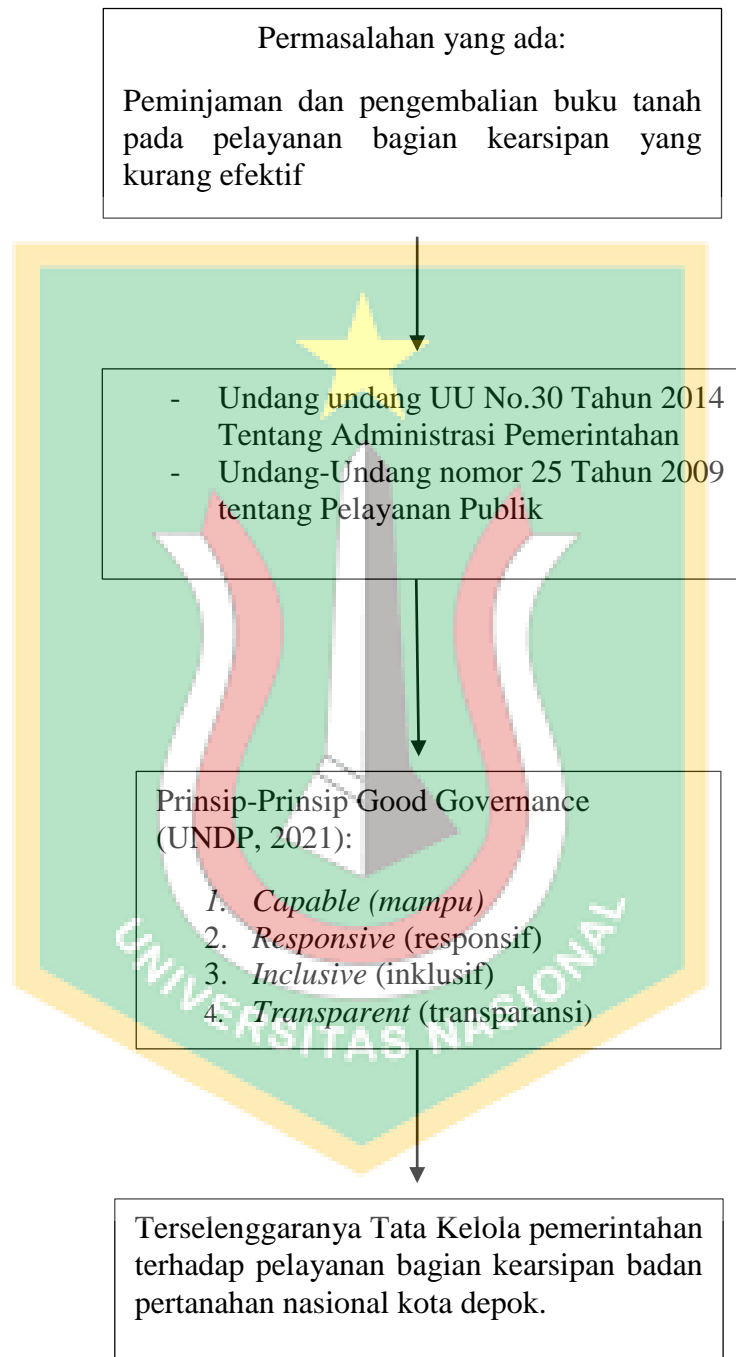 Permasalahan yang ada:
Peminjaman dan pengembalian buku tanah
pada pelayanan bagian kearsipan yang
kurang efektif
- Undang undang UU No.30 Tahun 2014
Tentang Administrasi Pemerintahan
- Undang-Undang nomor 25 Tahun 2009
tentang Pelayanan Publik
Prinsip-Prinsip Good Governance
(UNDP, 2021):
1. Capable (mampu)
2. Responsive (responsif)
3. Inclusive (inklusif)
4. Transparent (transparansi)
UNIVERSITAS NASIONAL
Terselenggaranya Tata Kelola pemerintahan
terhadap pelayanan bagian kearsipan badan
pertanahan nasional kota depok.